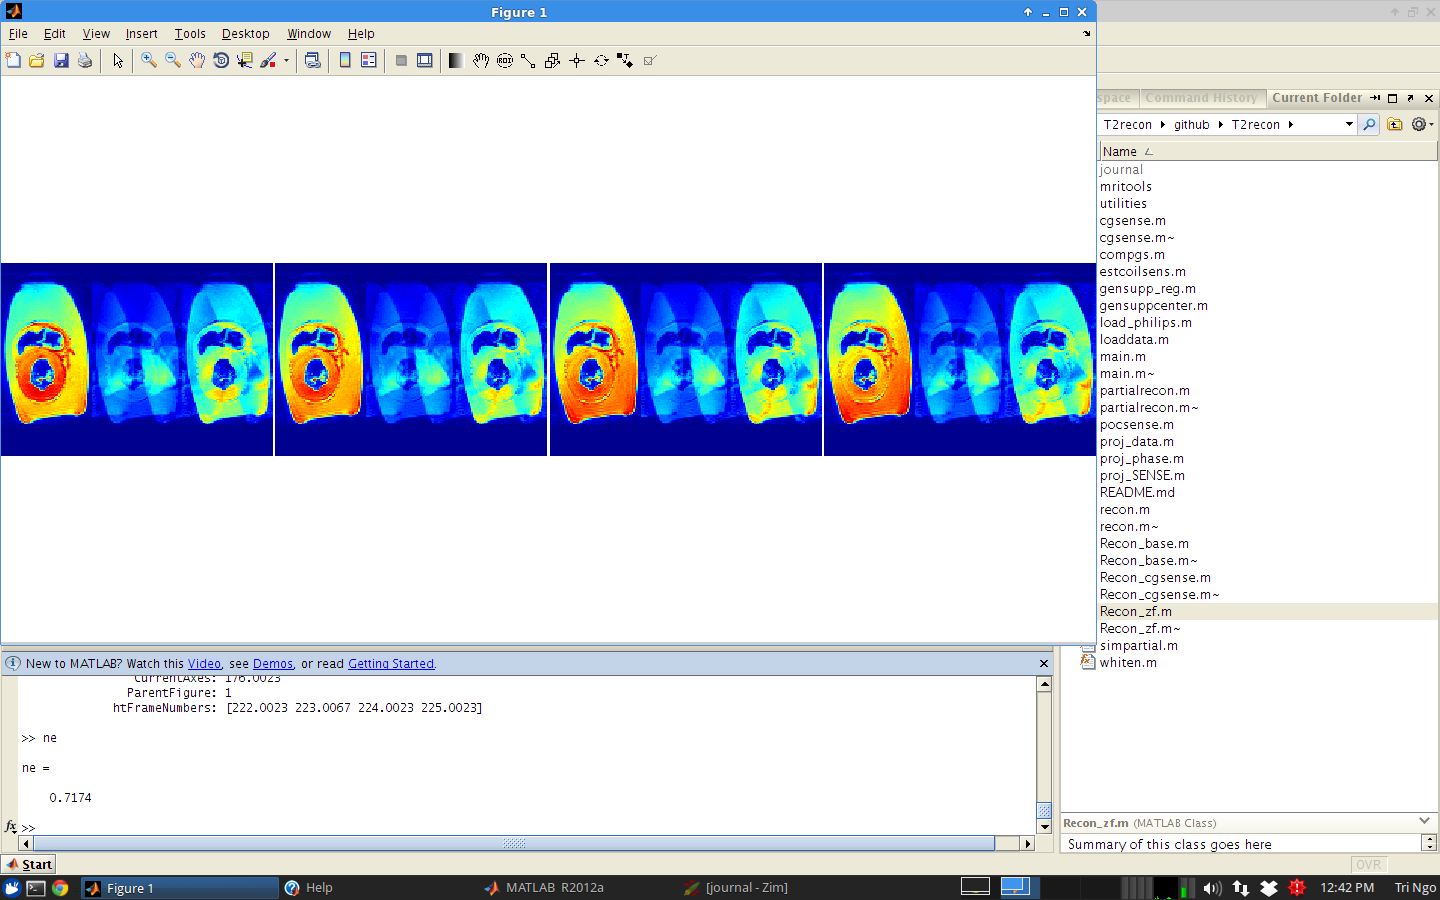 Figure 1
File Edit View Insert Tools Desktop Window Help
space Command History Current Folder
T2recon github T2recon
Name
journal
mritools
utilities
cgsense.m
cgsense.m~
compgs.m
estcoilsens.m
gensupp_reg.m
gensuppcenter.m
load_philips.m
loaddata.m
main.m
main.m~
partialrecon.m
partialrecon.m~
pocsense.m
proj_data.m
proj_phase.m
proj_SENSE.m
README.md
recon.m
recon.m~
Recon_base.m
Recon_base.m~
Recon_cgsense.m
Recon_cgsense.m~
Recon_zf.m
Recon_zf.m~
simpartial.m
whiten.m
New to MATLAB? Watch this Video, see Demos, or read Getting Started.
CurrentAxes: 176.0023
ParentFigure: 1
htFrameNumbers: [222.0023 223.0067 224.0023 225.0023]
>> ne
ne =
0.7174
fx >>
Recon_zf.m (MATLAB Class)
Summary of this class goes here
Start
OVR
Figure 1 Help MATLAB R2012a [journal - Zim] 12:42 PM Tri Ngo